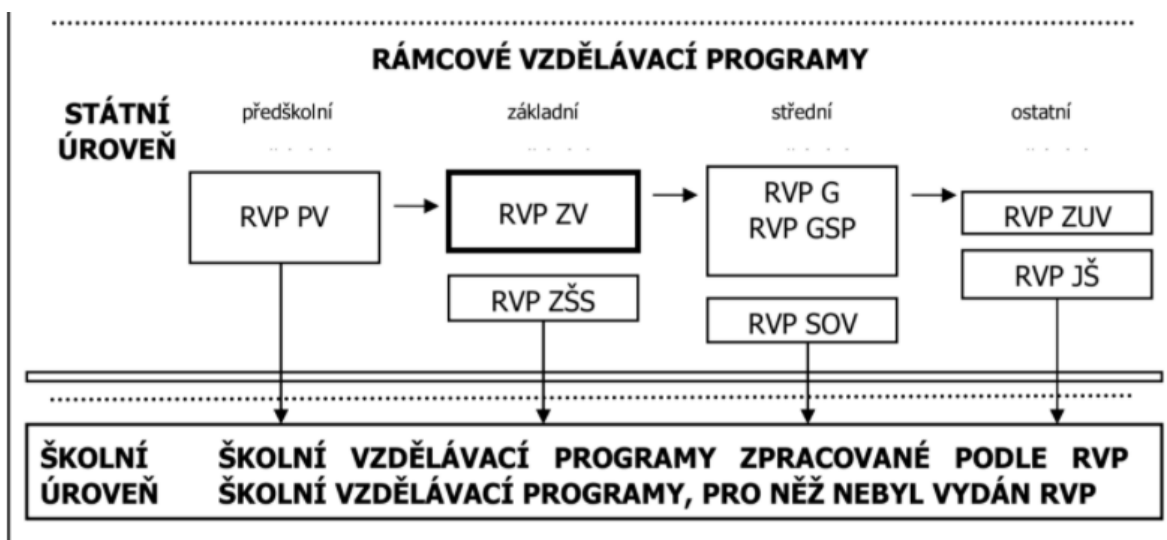 RÁMCOVÉ VZDĚLÁVACÍ PROGRAMY
STÁTNÍ ÚROVEŇ
předškolní
základní
střední
ostatní
RVP PV
RVP ZV
RVP G
RVP GSP
RVP ZUV
RVP ZŠS
RVP JŠ
RVP SOV
ŠKOLNÍ ÚROVEŇ
ŠKOLNÍ VZDĚLÁVACÍ PROGRAMY ZPRACOVANÉ PODLE RVP
ŠKOLNÍ VZDĚLÁVACÍ PROGRAMY, PRO NĚŽ NEBYL VYDÁN RVP